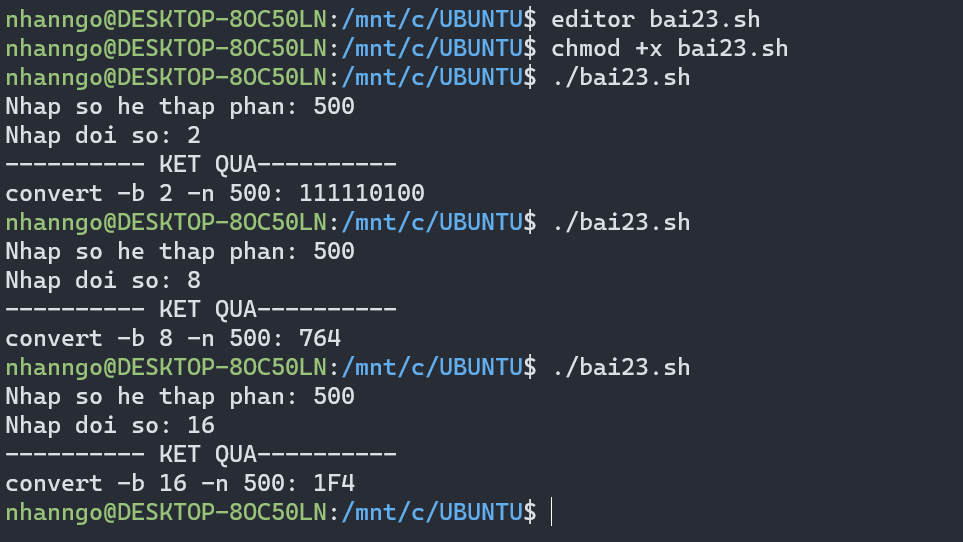 nhanngo@DESKTOP-8OC50LN:/mnt/c/UBUNTU$ editor bai23.sh
nhanngo@DESKTOP-8OC50LN:/mnt/c/UBUNTU$ chmod +x bai23.sh
nhanngo@DESKTOP-8OC50LN:/mnt/c/UBUNTU$ ./bai23.sh
Nhap so he thap phan: 500
Nhap doi so: 2
---------- KET QUA----------
convert -b 2 -n 500: 111110100
nhanngo@DESKTOP-8OC50LN:/mnt/c/UBUNTU$ ./bai23.sh
Nhap so he thap phan: 500
Nhap doi so: 8
---------- KET QUA----------
convert -b 8 -n 500: 764
nhanngo@DESKTOP-8OC50LN:/mnt/c/UBUNTU$ ./bai23.sh
Nhap so he thap phan: 500
Nhap doi so: 16
---------- KET QUA----------
convert -b 16 -n 500: 1F4
nhanngo@DESKTOP-8OC50LN:/mnt/c/UBUNTU$